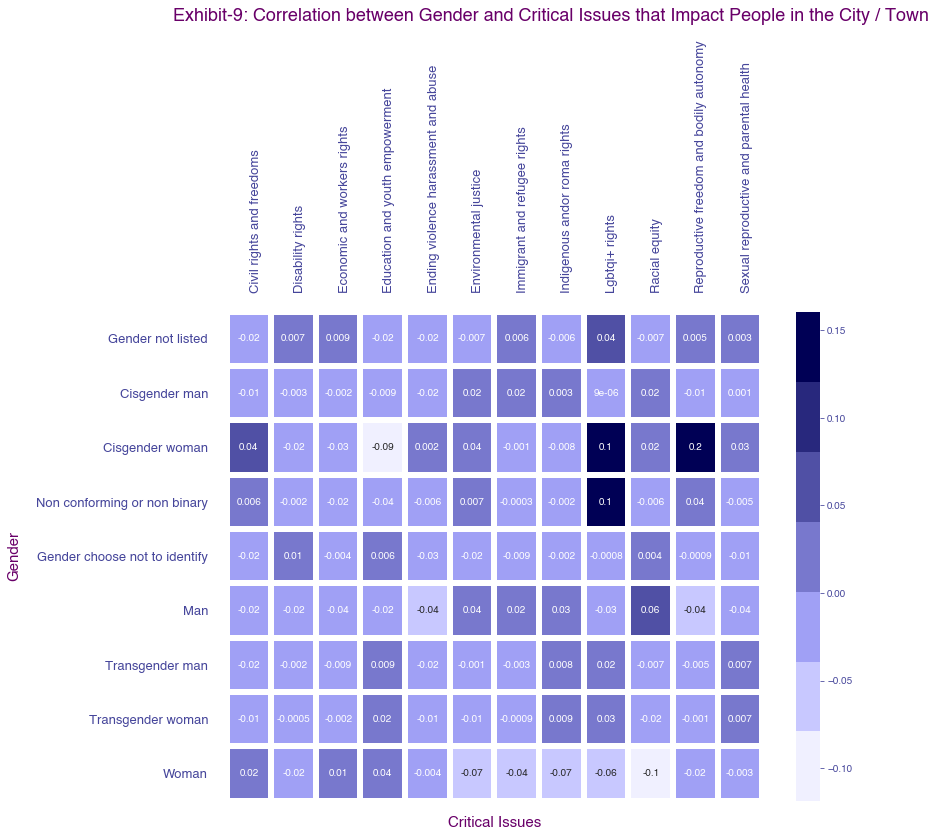 Exhibit-9: Correlation between Gender and Critical Issues that Impact People in the City / Town
Civil rights and freedoms
Disability rights
Economic and workers rights
Education and youth empowerment
Ending violence harassment and abuse
Environmental justice
Immigrant and refugee rights
Indigenous andor roma rights
Lgbtqi+ rights
Racial equity
Reproductive freedom and bodily autonomy
Sexual reproductive and parental health
Gender not listed -0.02 0.007 0.009 -0.02 -0.02 -0.007 0.006 -0.006 0.04 -0.007 0.005 0.003
Cisgender man -0.01 -0.003 -0.002 -0.009 -0.02 0.02 0.02 0.003 9e-06 0.02 -0.01 0.001
Cisgender woman 0.04 -0.02 -0.03 -0.09 0.002 0.04 -0.001 -0.008 0.1 0.02 0.2 0.03
Non conforming or non binary 0.006 -0.002 -0.02 -0.04 -0.006 0.007 -0.0003 -0.002 0.1 -0.006 0.04 -0.005
Gender choose not to identify -0.02 0.01 -0.004 0.006 -0.03 -0.02 -0.009 -0.002 -0.0008 0.004 -0.0009 -0.01
Man -0.02 -0.02 -0.04 -0.02 -0.04 0.04 0.02 0.03 -0.03 0.06 -0.04 -0.04
Transgender man -0.02 -0.002 -0.009 0.009 -0.02 -0.001 -0.003 0.008 0.02 -0.007 -0.005 0.007
Transgender woman -0.01 -0.0005 -0.002 0.02 -0.01 -0.01 -0.0009 0.009 0.03 -0.02 -0.001 0.007
Woman 0.02 -0.02 0.01 0.04 -0.004 -0.07 -0.04 -0.07 -0.06 -0.1 -0.02 -0.003
Gender
Critical Issues
0.15
0.10
0.05
0.00
−0.05
−0.10